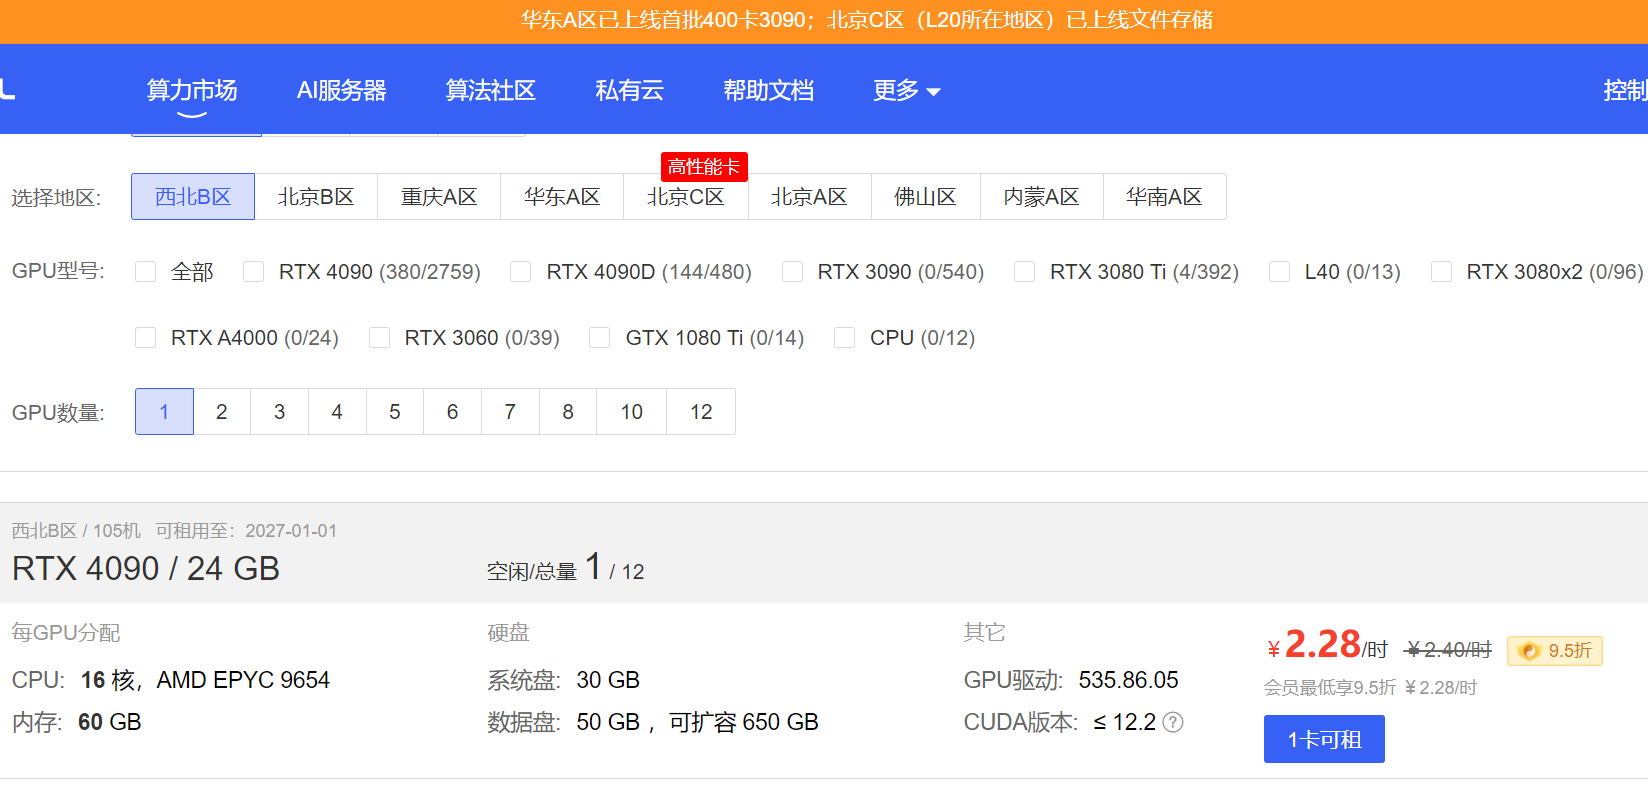 华东A区已上线首批400卡3090；北京C区（L20所在地区）已上线文件存储
L 算力市场 AI服务器 算法社区 私有云 帮助文档 更多 控制
高性能卡
选择地区: 西北B区 北京B区 重庆A区 华东A区 北京C区 北京A区 佛山区 内蒙A区 华南A区
GPU型号: 全部 RTX 4090 (380/2759) RTX 4090D (144/480) RTX 3090 (0/540) RTX 3080 Ti (4/392) L40 (0/13) RTX 3080x2 (0/96)
RTX A4000 (0/24) RTX 3060 (0/39) GTX 1080 Ti (0/14) CPU (0/12)
GPU数量: 1 2 3 4 5 6 7 8 10 12
西北B区 / 105机 可租用至：2027-01-01
RTX 4090 / 24 GB 空闲/总量 1 / 12
每GPU分配 硬盘 其它
¥2.28/时 ¥2.40/时 9.5折
CPU: 16 核，AMD EPYC 9654 系统盘: 30 GB GPU驱动: 535.86.05
会员最低享9.5折 ¥2.28/时
内存: 60 GB 数据盘: 50 GB，可扩容 650 GB CUDA版本: ≤ 12.2 ?
1卡可租